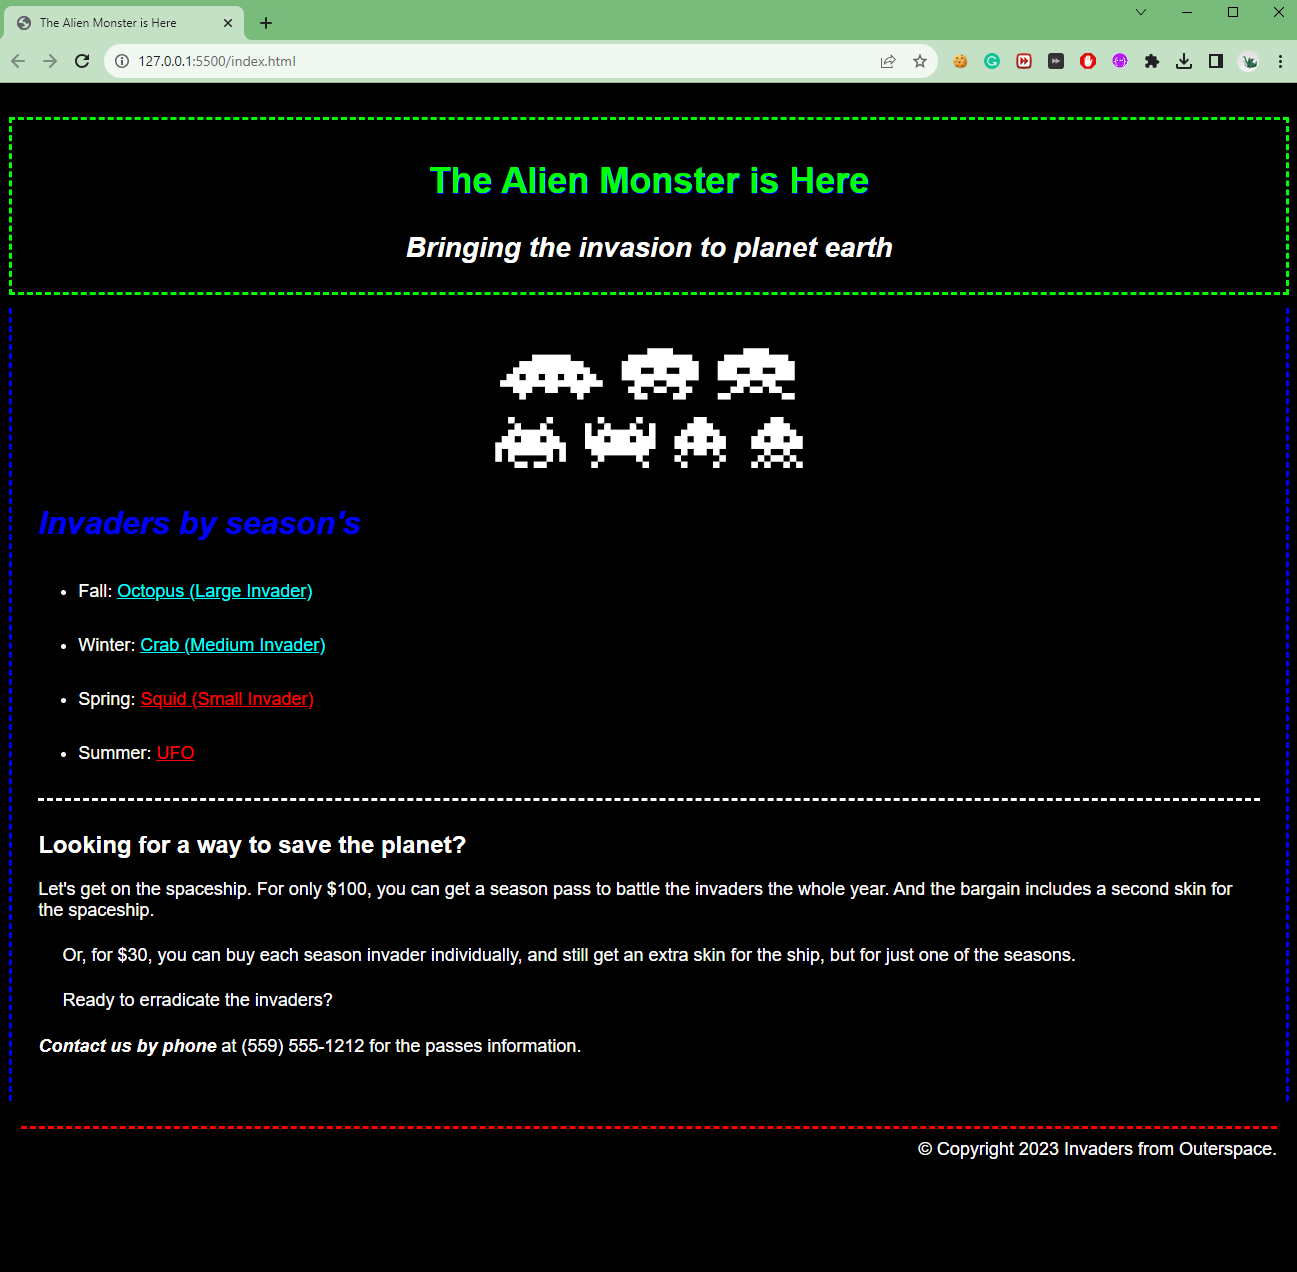 The Alien Monster is Here
127.0.0.1:5500/index.html
The Alien Monster is Here
Bringing the invasion to planet earth
Invaders by season's
Fall: Octopus (Large Invader)
Winter: Crab (Medium Invader)
Spring: Squid (Small Invader)
Summer: UFO
Looking for a way to save the planet?
Let's get on the spaceship. For only $100, you can get a season pass to battle the invaders the whole year. And the bargain includes a second skin for
the spaceship.
Or, for $30, you can buy each season invader individually, and still get an extra skin for the ship, but for just one of the seasons.
Ready to erradicate the invaders?
Contact us by phone at (559) 555-1212 for the passes information.
© Copyright 2023 Invaders from Outerspace.